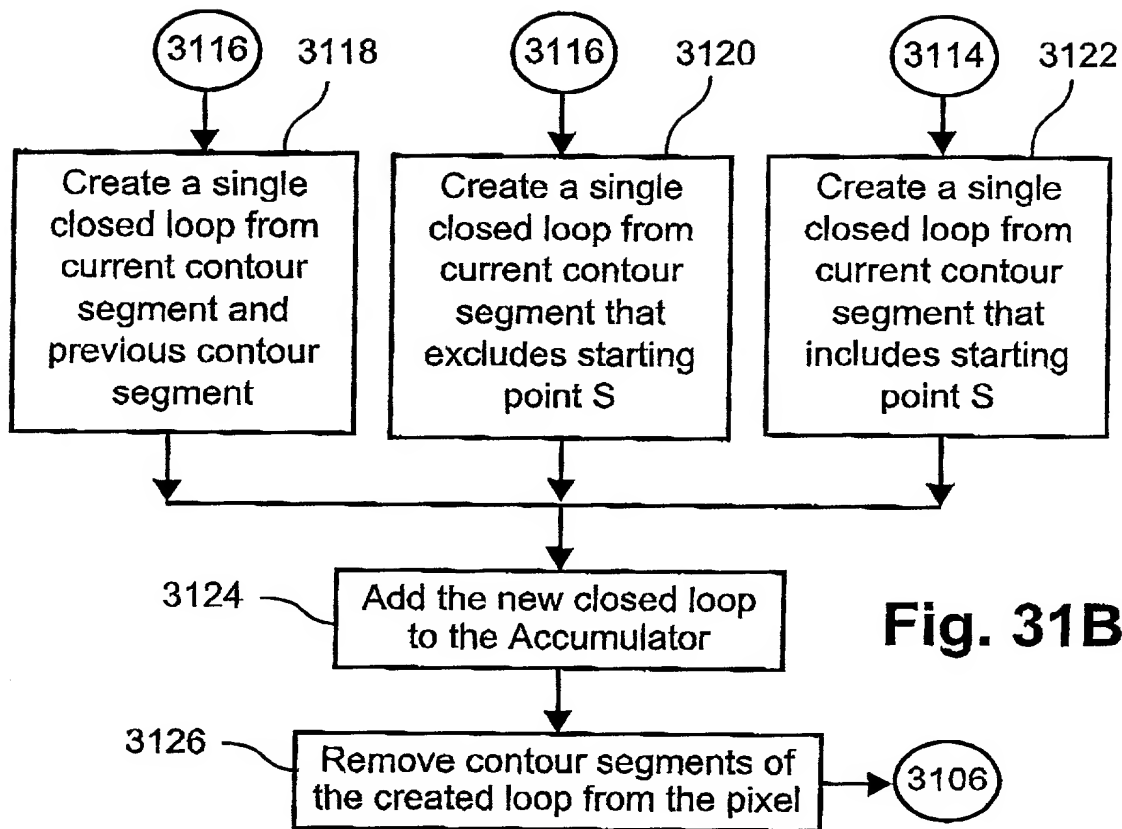 3116
3118
3116
3120
3114
3122
Create a single
closed loop from
current contour
segment and
previous contour
segment
Create a single
closed loop from
current contour
segment that
excludes starting
point S
Create a single
closed loop from
current contour
segment that
includes starting
point S
3124
Add the new closed loop
to the Accumulator
Fig. 31B
3126
Remove contour segments of
the created loop from the pixel
3106